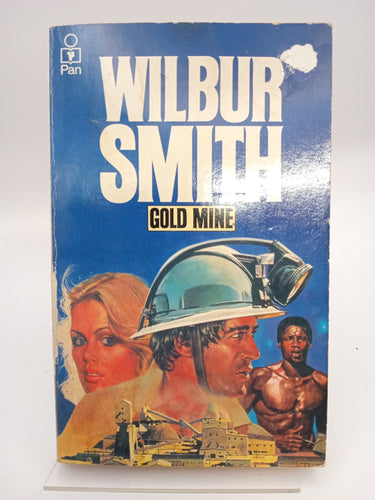 Pan
WILBUR
SMITH
GOLD MINE